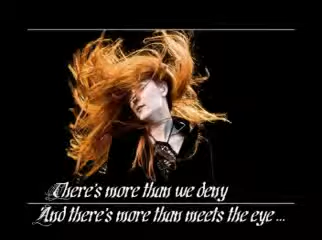 There's more than we deny
And there's more than meets the eye ...